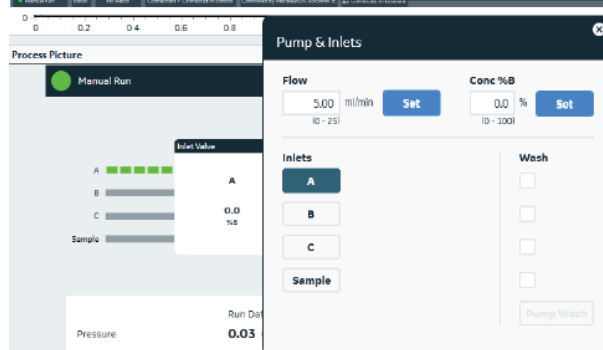 Manual Run
0
0 0.2 0.4 0.6 0.8
Process Picture
Manual Run
Inlet Valve
A
B
C
Sample
A
0.0
%B
Pressure
0.03
Pump & Inlets
Flow
5.00 ml/min Set
(0 - 25)
Conc %B
0.0 % Set
(0 - 100)
Inlets Wash
A
B
C
Sample
Pump Wash